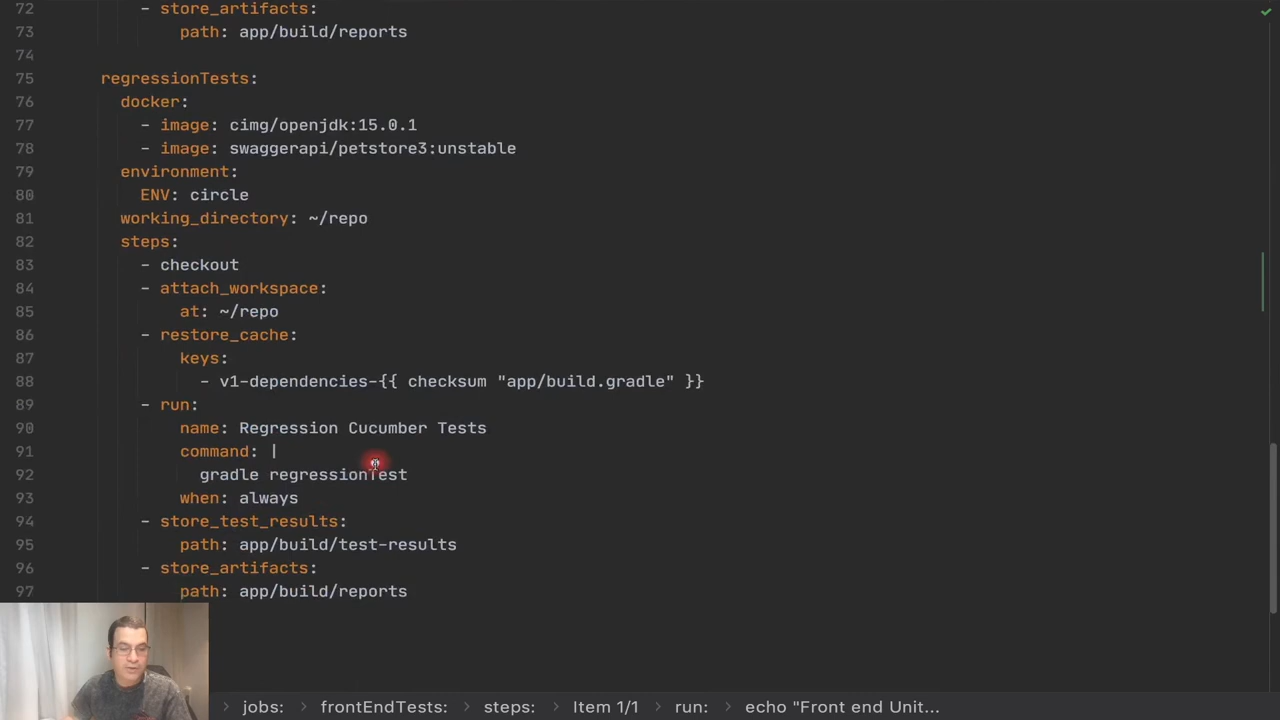 72 - store_artifacts:
73 path: app/build/reports
74
75 regressionTests:
76 docker:
77 - image: cimg/openjdk:15.0.1
78 - image: swaggerapi/petstore3:unstable
79 environment:
80 ENV: circle
81 working_directory: ~/repo
82 steps:
83 - checkout
84 - attach_workspace:
85 at: ~/repo
86 - restore_cache:
87 keys:
88 - v1-dependencies-{{ checksum "app/build.gradle" }}
89 - run:
90 name: Regression Cucumber Tests
91 command: |
92 gradle regressionTest
93 when: always
94 - store_test_results:
95 path: app/build/test-results
96 - store_artifacts:
97 path: app/build/reports
› jobs: › frontEndTests: › steps: › Item 1/1 › run: › echo "Front end Unit...